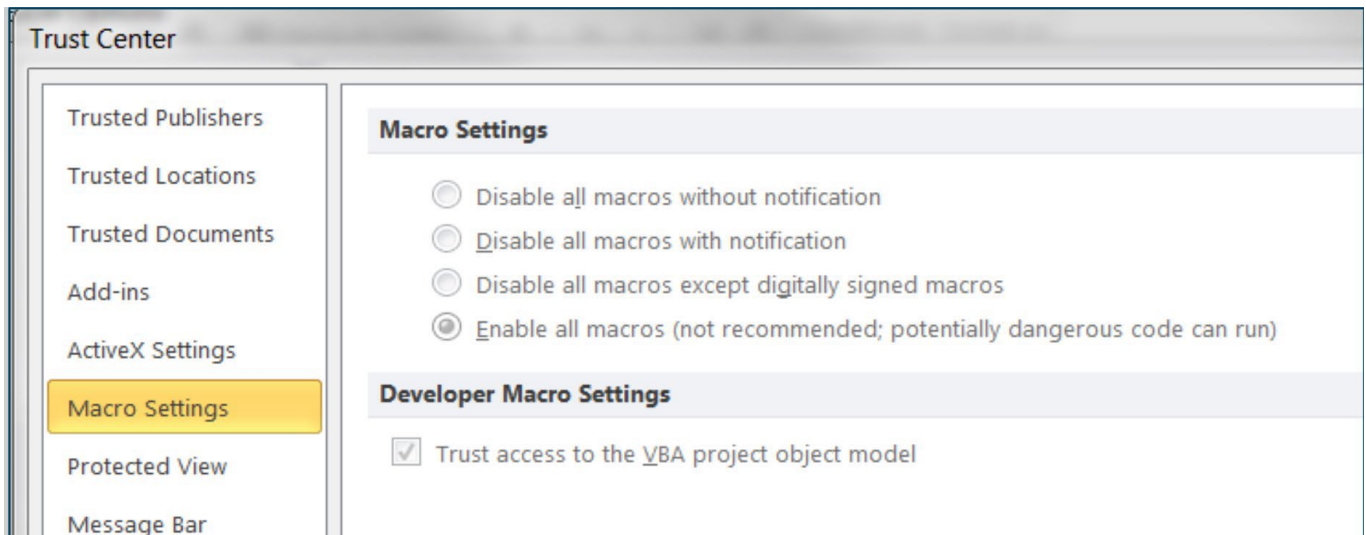 Trust Center
Trusted Publishers
Trusted Locations
Trusted Documents
Add-ins
ActiveX Settings
Macro Settings
Protected View
Message Bar
Macro Settings
Disable all macros without notification
Disable all macros with notification
Disable all macros except digitally signed macros
Enable all macros (not recommended; potentially dangerous code can run)
Developer Macro Settings
Trust access to the VBA project object model